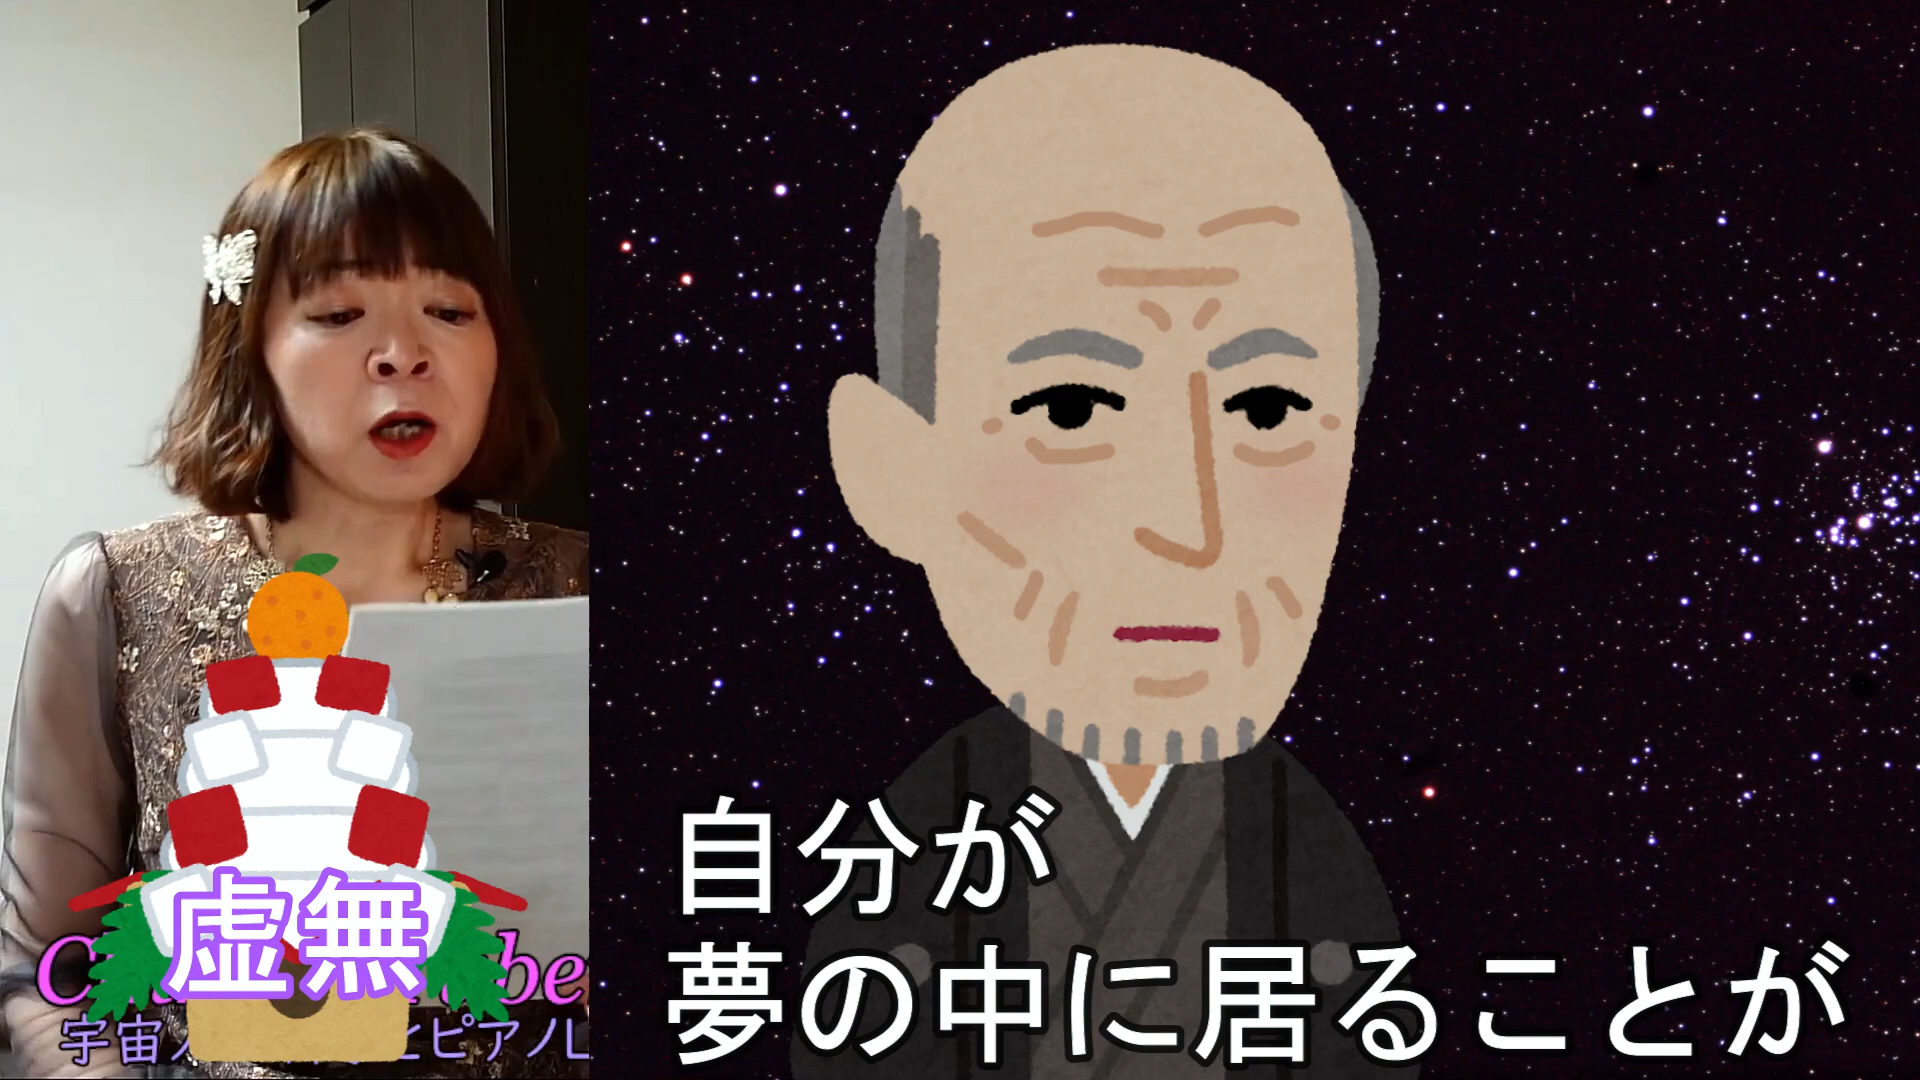 自分が
夢の中に居ることが
虚無
宇宙
とピアノ